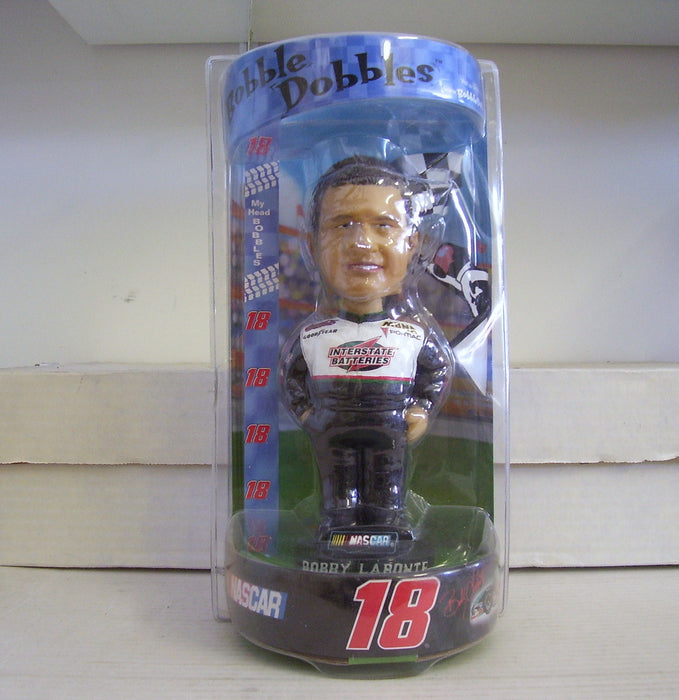 Bobble
Dobbles
18
My
Head
BOBBLES
18
18
18
18
18
GOODYEAR
PONTIAC
INTERSTATE
BATTERIES
NASCAR
BOBBY LABONTE
NASCAR
18